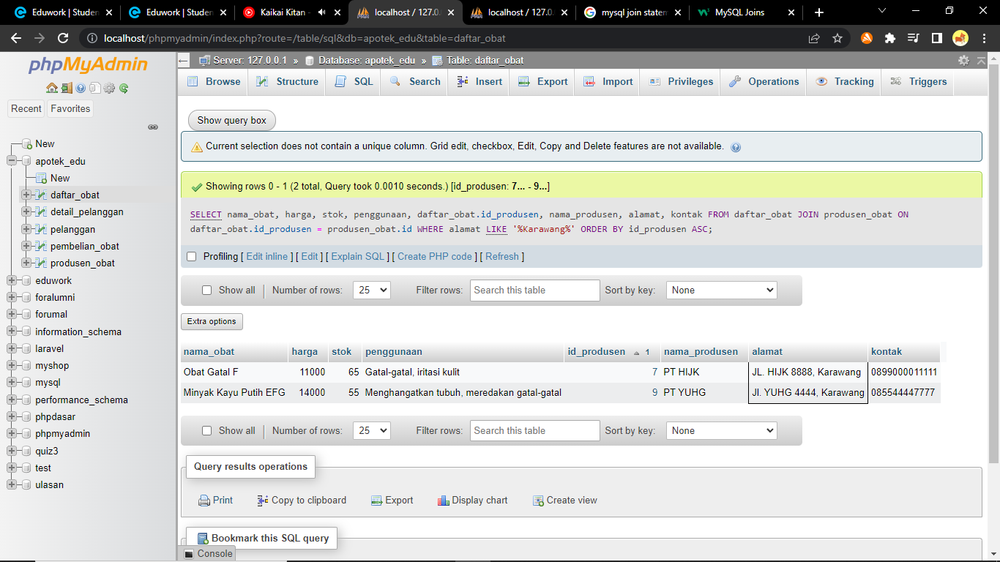 Eduwork | Studen
Eduwork | Studen
Kaikai Kitan -
localhost / 127.0.
localhost / 127.0.
mysql join statem
MySQL Joins
localhost/phpmyadmin/index.php?route=/table/sql&db=apotek_edu&table=daftar_obat
phpMyAdmin
Recent Favorites
New
apotek_edu
New
daftar_obat
detail_pelanggan
pelanggan
pembelian_obat
produsen_obat
eduwork
foralumni
forumal
information_schema
laravel
myshop
mysql
performance_schema
phpdasar
phpmyadmin
quiz3
test
ulasan
Server: 127.0.0.1 » Database: apotek_edu » Table: daftar_obat
Browse Structure SQL Search Insert Export Import Privileges Operations Tracking Triggers
Show query box
Current selection does not contain a unique column. Grid edit, checkbox, Edit, Copy and Delete features are not available.
Showing rows 0 - 1 (2 total, Query took 0.0010 seconds.) [id_produsen: 7... - 9...]
SELECT nama_obat, harga, stok, penggunaan, daftar_obat.id_produsen, nama_produsen, alamat, kontak FROM daftar_obat JOIN produsen_obat ON
daftar_obat.id_produsen = produsen_obat.id WHERE alamat LIKE '%Karawang%' ORDER BY id_produsen ASC;
Profiling [ Edit inline ] [ Edit ] [ Explain SQL ] [ Create PHP code ] [ Refresh ]
Show all Number of rows: 25 Filter rows: Search this table Sort by key: None
Extra options
nama_obat harga stok penggunaan id_produsen 1 nama_produsen alamat kontak
Obat Gatal F 11000 65 Gatal-gatal, iritasi kulit 7 PT HIJK JL. HIJK 8888, Karawang 0899000011111
Minyak Kayu Putih EFG 14000 55 Menghangatkan tubuh, meredakan gatal-gatal 9 PT YUHG Jl. YUHG 4444, Karawang 085544447777
Show all Number of rows: 25 Filter rows: Search this table Sort by key: None
Query results operations
Print Copy to clipboard Export Display chart Create view
Bookmark this SQL query
Console